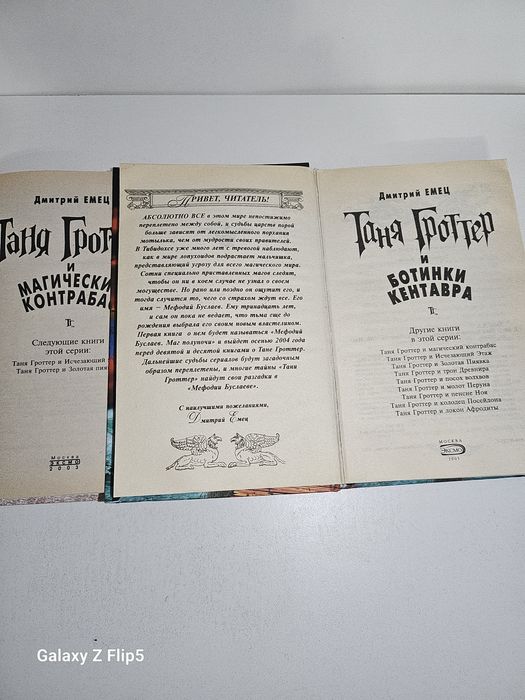 Дмитрий ЕМЕЦ
Таня Грот
и
МАГИЧЕСКИ
КОНТРАБА
Следующие книги
этой серии:
Таня Гроттер и Исчезающий
Таня Гроттер и Золотая пия
Москва
ЭКСМО
2003
ПРИВЕТ, ЧИТАТЕЛЬ!
АБСОЛЮТНО ВСЕ в этом мире непостижимо
переплетено между собой, и судьбы царств порой
больше зависят от легкомысленного порхания
мотылька, чем от мудрости своих правителей.
В Тибидохсе уже много лет с тревогой наблюдают,
как в мире лопухоидов подрастает мальчишка,
представляющий угрозу для всего магического мира.
Сотни специально приставленных магов следят,
чтобы он ни в коем случае не узнал о своем
могуществе. Но рано или поздно он ощутит его, и
тогда случится то, чего со страхом ждут все. Его
имя – Мефодий Буслаев. Ему тринадцать лет,
и сам он пока не ведает, что тьма еще до
рождения выбрала его своим новым властелином.
Первая книга о нем будет называться «Мефодий
Буслаев. Маг полуночи» и выйдет осенью 2004 года
перед девятой и десятой книгами о Тане Гроттер.
Дальнейшие судьбы сериалов будут загадочным
образом переплетены, и многие тайны «Тани
Гроттер» найдут свои разгадки в
«Мефодии Буслаеве».
С наилучшими пожеланиями,
Дмитрий Емец
Дмитрий ЕМЕЦ
Таня Гроттер
и
БОТИНКИ
КЕНТАВРА
Другие книги
в этой серии:
Таня Гроттер и магический контрабас
Таня Гроттер и Исчезающий Этаж
Таня Гроттер и Золотая Пиявка
Таня Гроттер и трон Древнира
Таня Гроттер и посох волхвов
Таня Гроттер и молот Перуна
Таня Гроттер и пенсне Ноя
Таня Гроттер и колодец Посейдона
Таня Гроттер и локон Афродиты
Москва
ЭКСМО
Galaxy Z Flip5